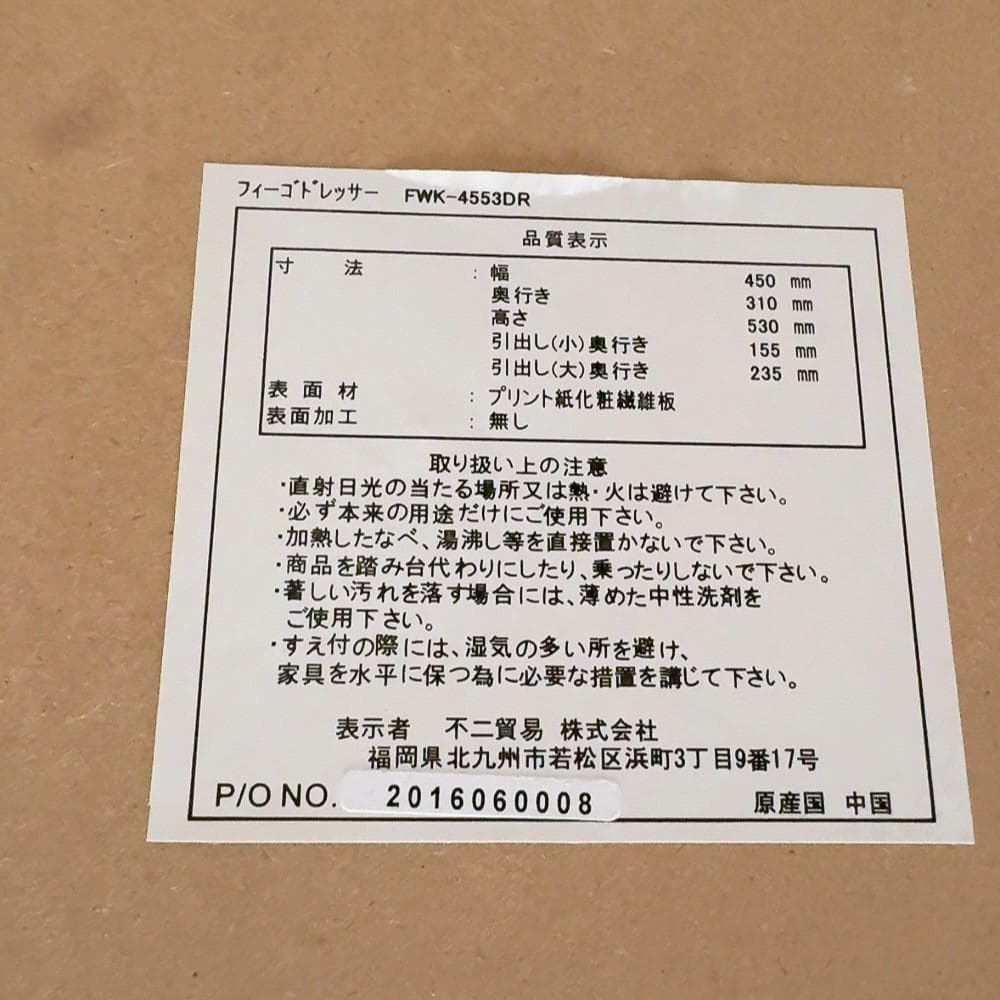 フィーゴドレッサー FWK-4553DR
品質表示
寸 法 : 幅 450 mm
奥行き 310 mm
高さ 530 mm
引出し(小)奥行き 155 mm
引出し(大)奥行き 235 mm
表面材 : プリント紙化粧繊維板
表面加工 : 無し
取り扱い上の注意
・直射日光の当たる場所又は熱・火は避けて下さい。
・必ず本来の用途だけにご使用下さい。
・加熱したなべ、湯沸し等を直接置かないで下さい。
・商品を踏み台代わりにしたり、乗ったりしないで下さい。
・著しい汚れを落す場合には、薄めた中性洗剤を
ご使用下さい。
・すえ付の際には、湿気の多い所を避け、
家具を水平に保つ為に必要な措置を講じて下さい。
表示者 不二貿易 株式会社
福岡県北九州市若松区浜町3丁目9番17号
P/O NO. 2016060008 原産国 中国